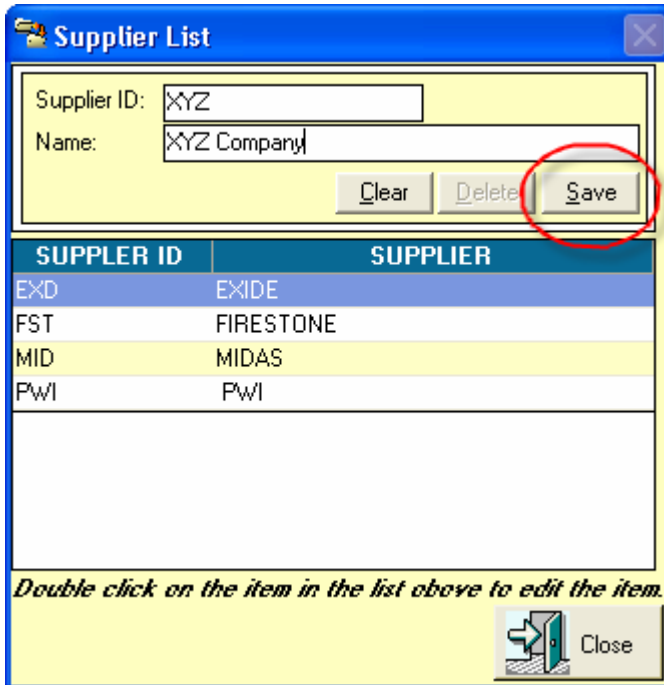 Supplier List
Supplier ID: XYZ
Name: XYZ Company
Clear Delete Save
SUPPLER ID SUPPLIER
EXD EXIDE
FST FIRESTONE
MID MIDAS
PWI PWI
Double click on the item in the list obove to edit the item.
Close